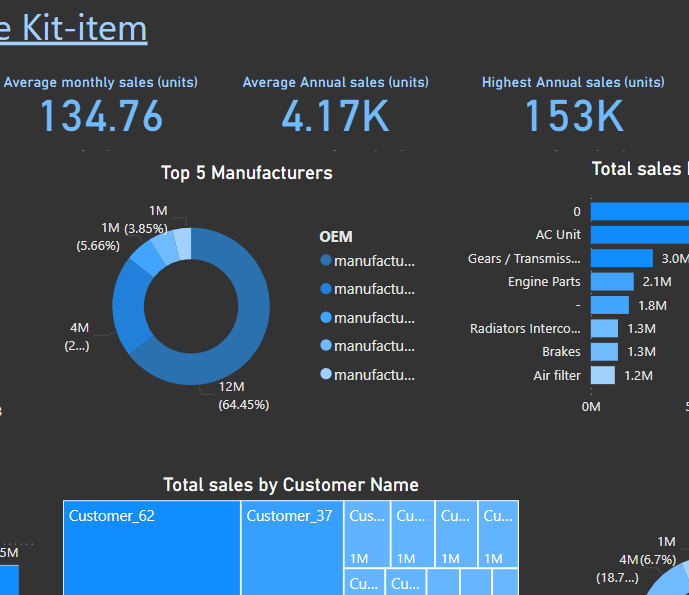 e Kit-item
Average monthly sales (units)
134.76
Average Annual sales (units)
4.17K
Highest Annual sales (units)
153K
Top 5 Manufacturers
1M
(3.85%)
1M
(5.66%)
4M
(2...)
12M
(64.45%)
OEM
manufactu...
manufactu...
manufactu...
manufactu...
manufactu...
Total sales
0
AC Unit
Gears / Transmiss...
3.0M
Engine Parts
2.1M
-
1.8M
Radiators Interco...
1.3M
Brakes
1.3M
Air filter
1.2M
0M
5
Total sales by Customer Name
5M
Customer_62
Customer_37
Cus...
1M
Cu...
1M
Cu...
1M
Cu...
1M
Cu...
Cu...
1M
(6.7%)
4M
(18.7...)